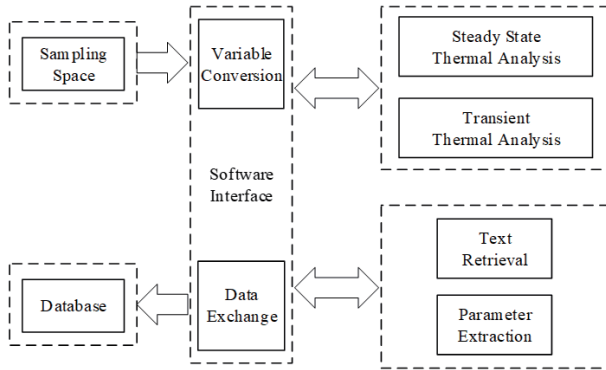 Sampling
Space
Variable
Conversion
Steady State
Thermal Analysis
Transient
Thermal Analysis
Software
Interface
Database
Data
Exchange
Text
Retrieval
Parameter
Extraction